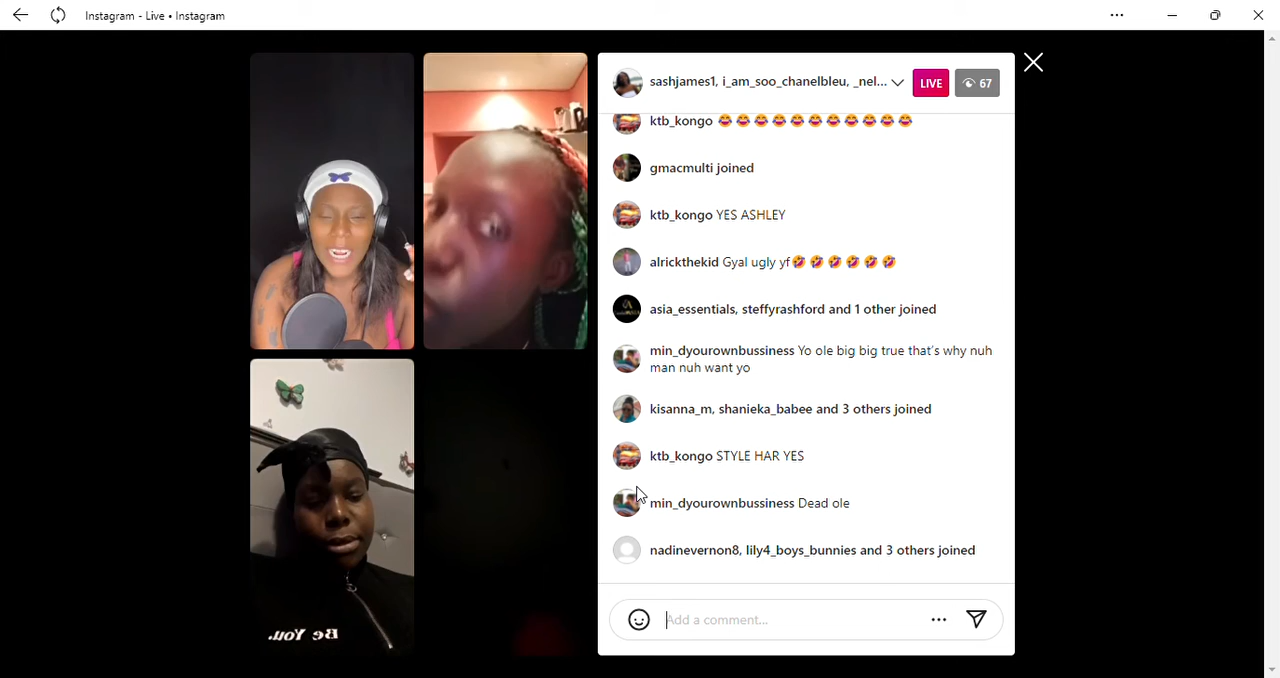 Instagram - Live • Instagram
sashjames1, i_am_soo_chanelbleu, _nel...
LIVE
67
ktb_kongo 😂😂😂😂😂😂😂😂😂😂😂
gmacmulti joined
ktb_kongo YES ASHLEY
alrickthekid Gyal ugly yf🤣🤣🤣🤣🤣🤣
asia_essentials, steffyrashford and 1 other joined
min_dyourownbussiness Yo ole big big true that's why nuh
man nuh want yo
kisanna_m, shanieka_babee and 3 others joined
ktb_kongo STYLE HAR YES
min_dyourownbussiness Dead ole
nadinevernon8, lily4_boys_bunnies and 3 others joined
Add a comment...
Be You.